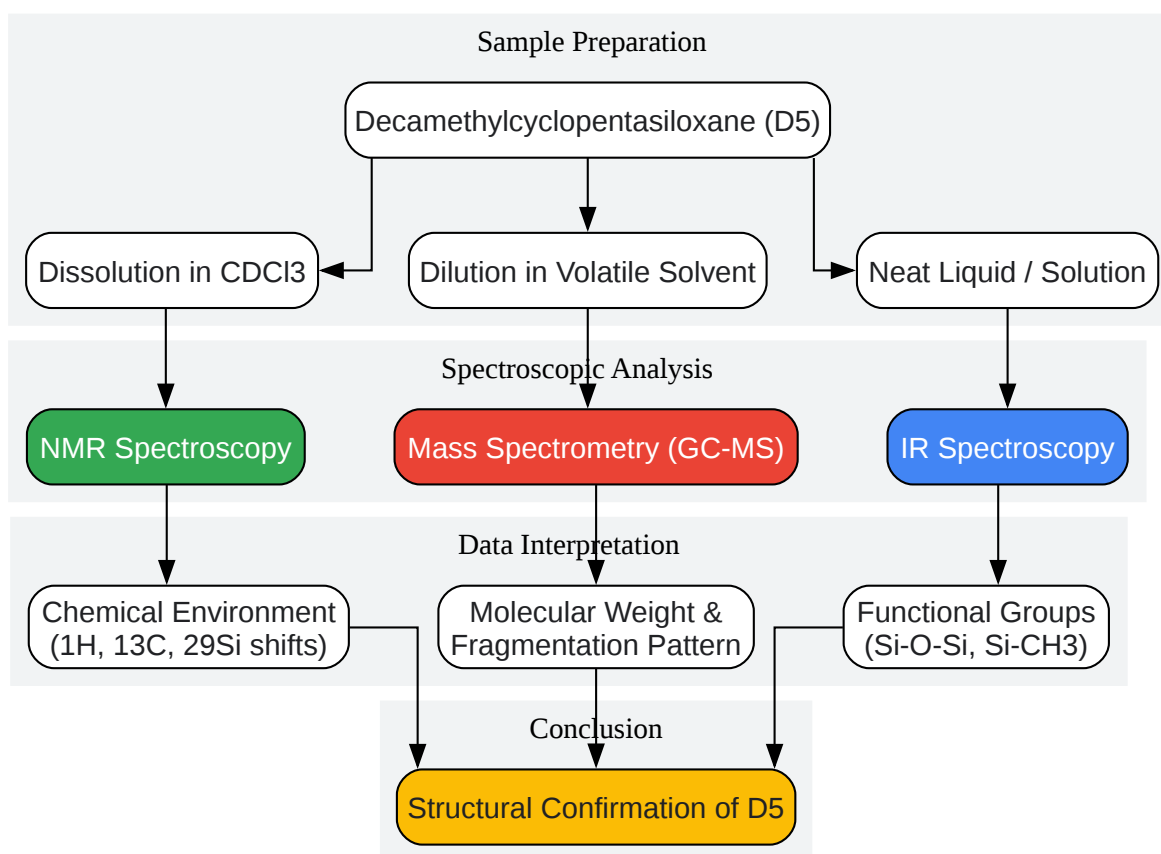 Sample Preparation
Decamethylcyclopentasiloxane (D5)
Dissolution in CDCl3
Dilution in Volatile Solvent
Neat Liquid / Solution
Spectroscopic Analysis
NMR Spectroscopy
Mass Spectrometry (GC-MS)
IR Spectroscopy
Data Interpretation
Chemical Environment
(1H, 13C, 29Si shifts)
Molecular Weight &
Fragmentation Pattern
Functional Groups
(Si-O-Si, Si-CH3)
Conclusion
Structural Confirmation of D5